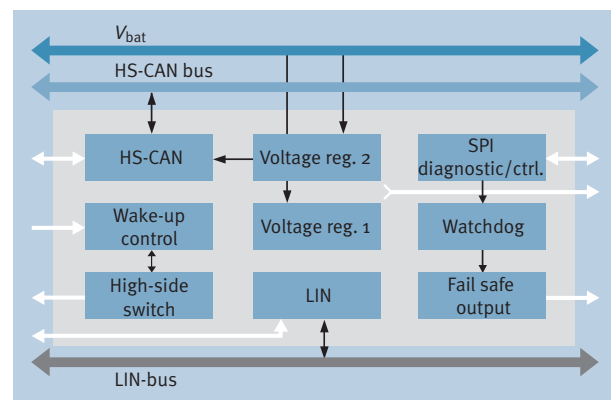 Vbat
HS-CAN bus
HS-CAN
Voltage reg. 2
SPI
diagnostic/ctrl.
Wake-up
control
Voltage reg. 1
Watchdog
High-side
switch
LIN
Fail safe
output
LIN-bus